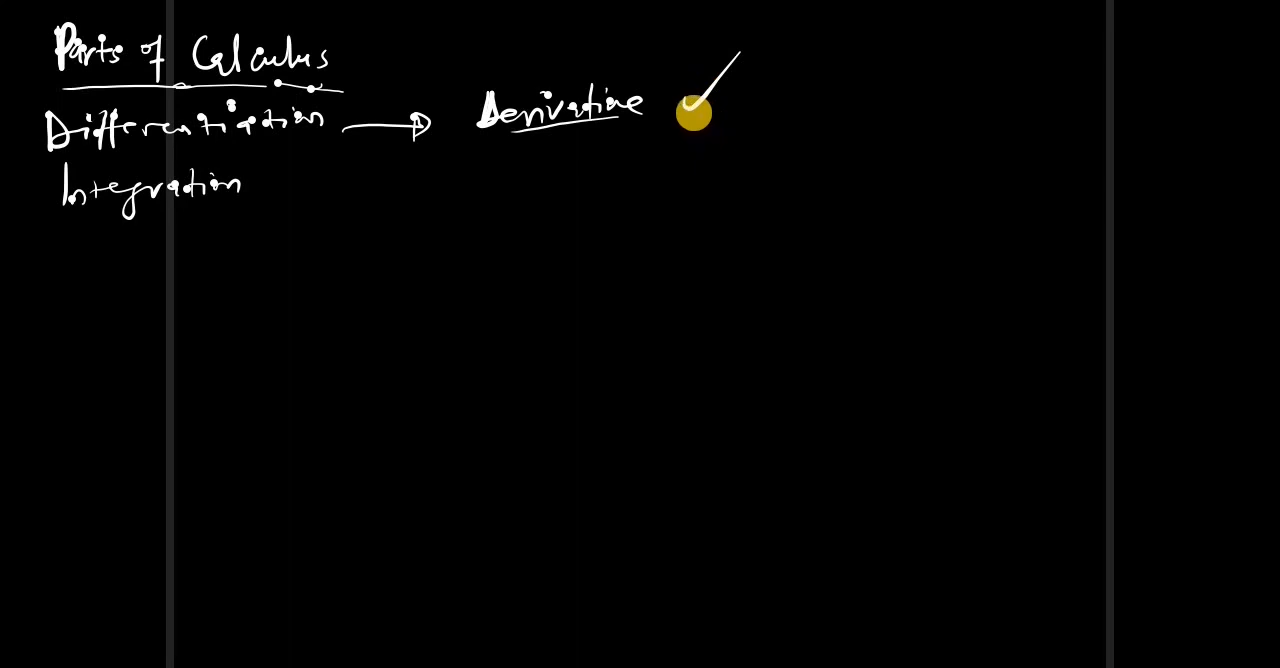 Parts of Calculus
Differentiation → Derivative ✓
Integration